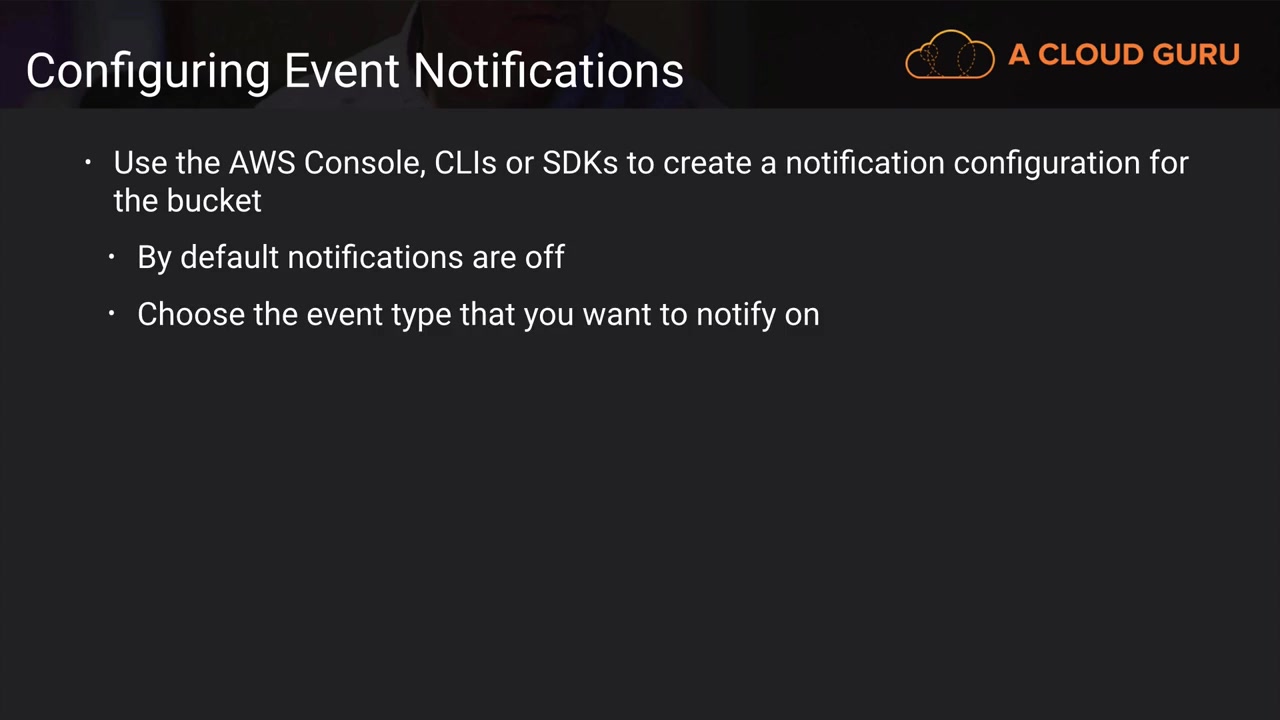 Configuring Event Notifications
A CLOUD GURU
• Use the AWS Console, CLIs or SDKs to create a notification configuration for
the bucket
• By default notifications are off
• Choose the event type that you want to notify on